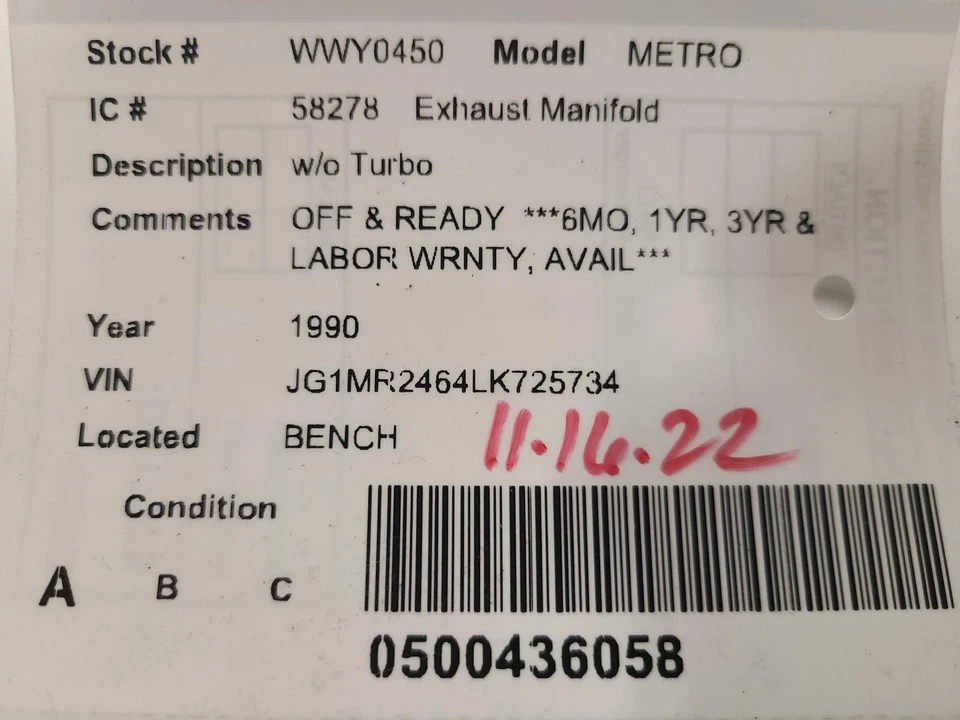 Stock # WWY0450 Model METRO
IC # 58278 Exhaust Manifold
Description w/o Turbo
Comments OFF & READY ***6MO, 1YR, 3YR &
LABOR WRNTY, AVAIL***
Year 1990
VIN JG1MR2464LK725734
Located BENCH 11.16.22
Condition
A B C
0500436058